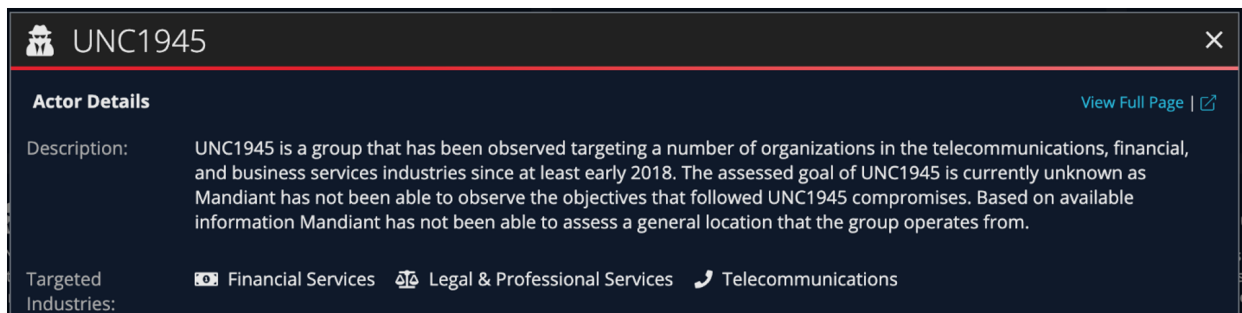 UNC1945
Actor Details
View Full Page |
Description:
UNC1945 is a group that has been observed targeting a number of organizations in the telecommunications, financial,
and business services industries since at least early 2018. The assessed goal of UNC1945 is currently unknown as
Mandiant has not been able to observe the objectives that followed UNC1945 compromises. Based on available
information Mandiant has not been able to assess a general location that the group operates from.
Targeted
Industries:
Financial Services Legal & Professional Services Telecommunications